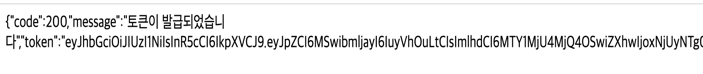 {"code":200,"message":"토큰이 발급되었습니
다","token":"eyJhbGciOiJIUzI1NiIsInR5cCI6IkpXVCJ9.eyJpZCI6MSwibmljayI6IuyVhOuLtCIsImlhdCI6MTY1MjU4MjQ4OSwiZXhwIjoxNjUyNTg